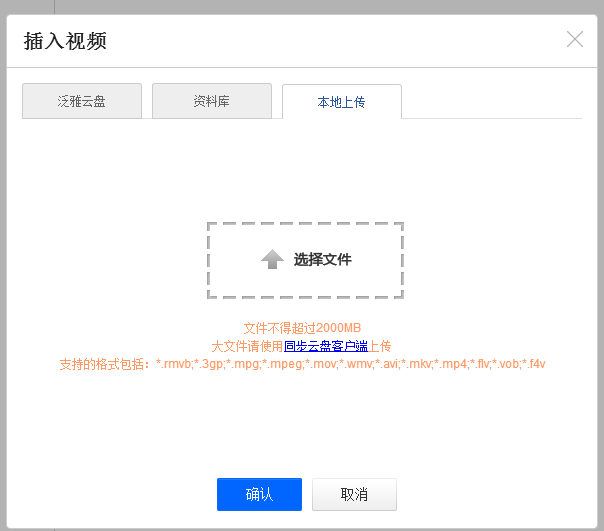 插入视频
泛雅云盘
资料库
本地上传
选择文件
文件不得超过2000MB
大文件请使用同步云盘客户端上传
支持的格式包括：*.rmvb;*.3gp;*.mpg;*.mpeg;*.mov;*.wmv;*.avi;*.mkv;*.mp4;*.flv;*.vob;*.f4v
确认
取消